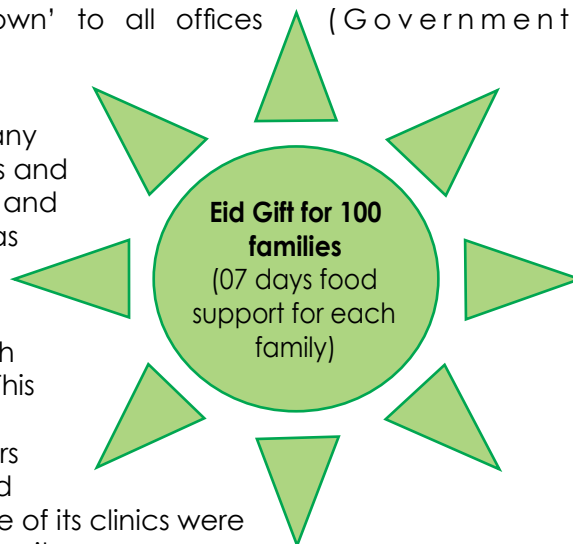 own’ to all offices (Government
any
s and
and
as
Eid Gift for 100
families
(07 days food
support for each
family)
h
This
rs
d
e of its clinics were